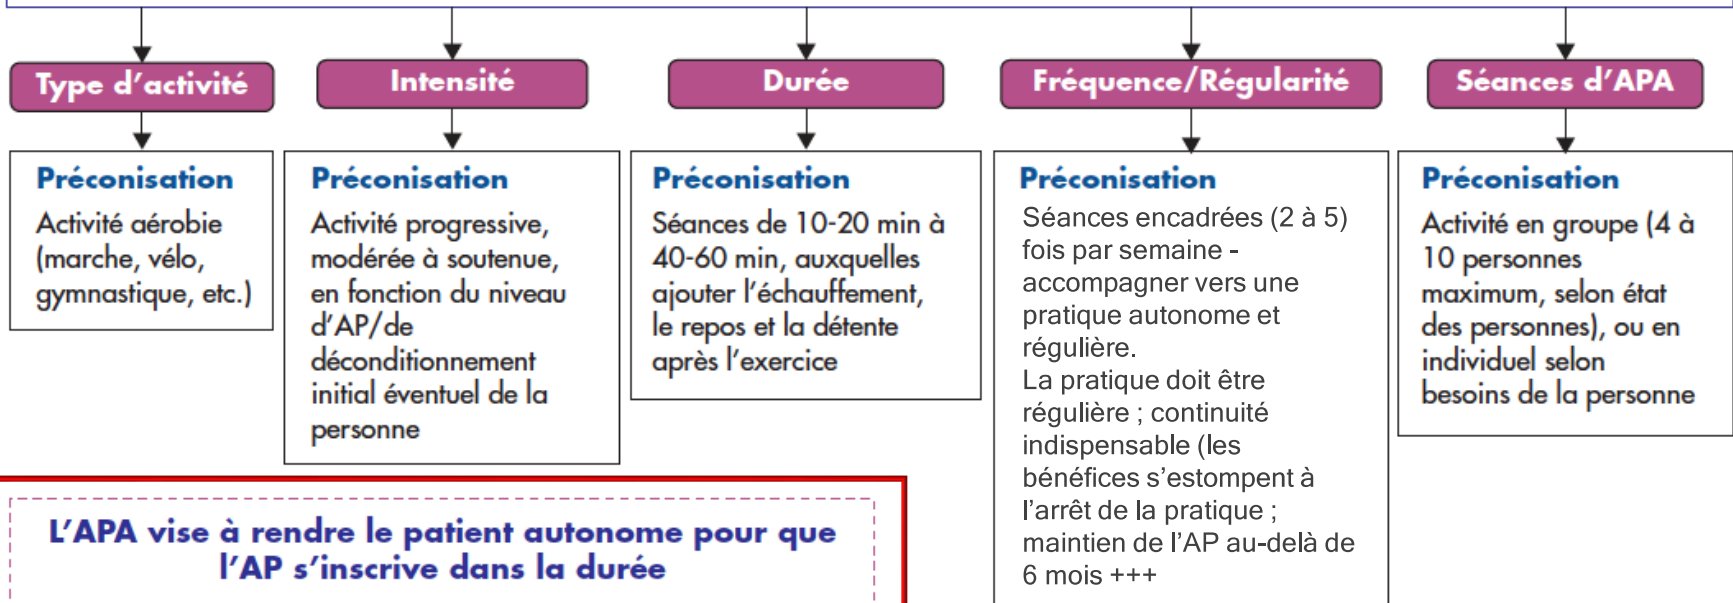 Type d'activité
Préconisation
Activité aérobie
(marche, vélo,
gymnastique, etc.)
Intensité
Préconisation
Activité progressive,
modérée à soutenue,
en fonction du niveau
d'AP/de
déconditionnement
initial éventuel de la
personne
Durée
Préconisation
Séances de 10-20 min à
40-60 min, auxquelles
ajouter l'échauffement,
le repos et la détente
après l'exercice
Fréquence/Régularité
Préconisation
Séances encadrées (2 à 5)
fois par semaine -
accompagner vers une
pratique autonome et
régulière.
La pratique doit être
régulière ; continuité
indispensable (les
bénéfices s'estompent à
l'arrêt de la pratique ;
maintien de l'AP au-delà de
6 mois +++
Séances d'APA
Préconisation
Activité en groupe (4 à
10 personnes
maximum, selon état
des personnes), ou en
individuel selon
besoins de la personne
L'APA vise à rendre le patient autonome pour que
l'AP s'inscrive dans la durée